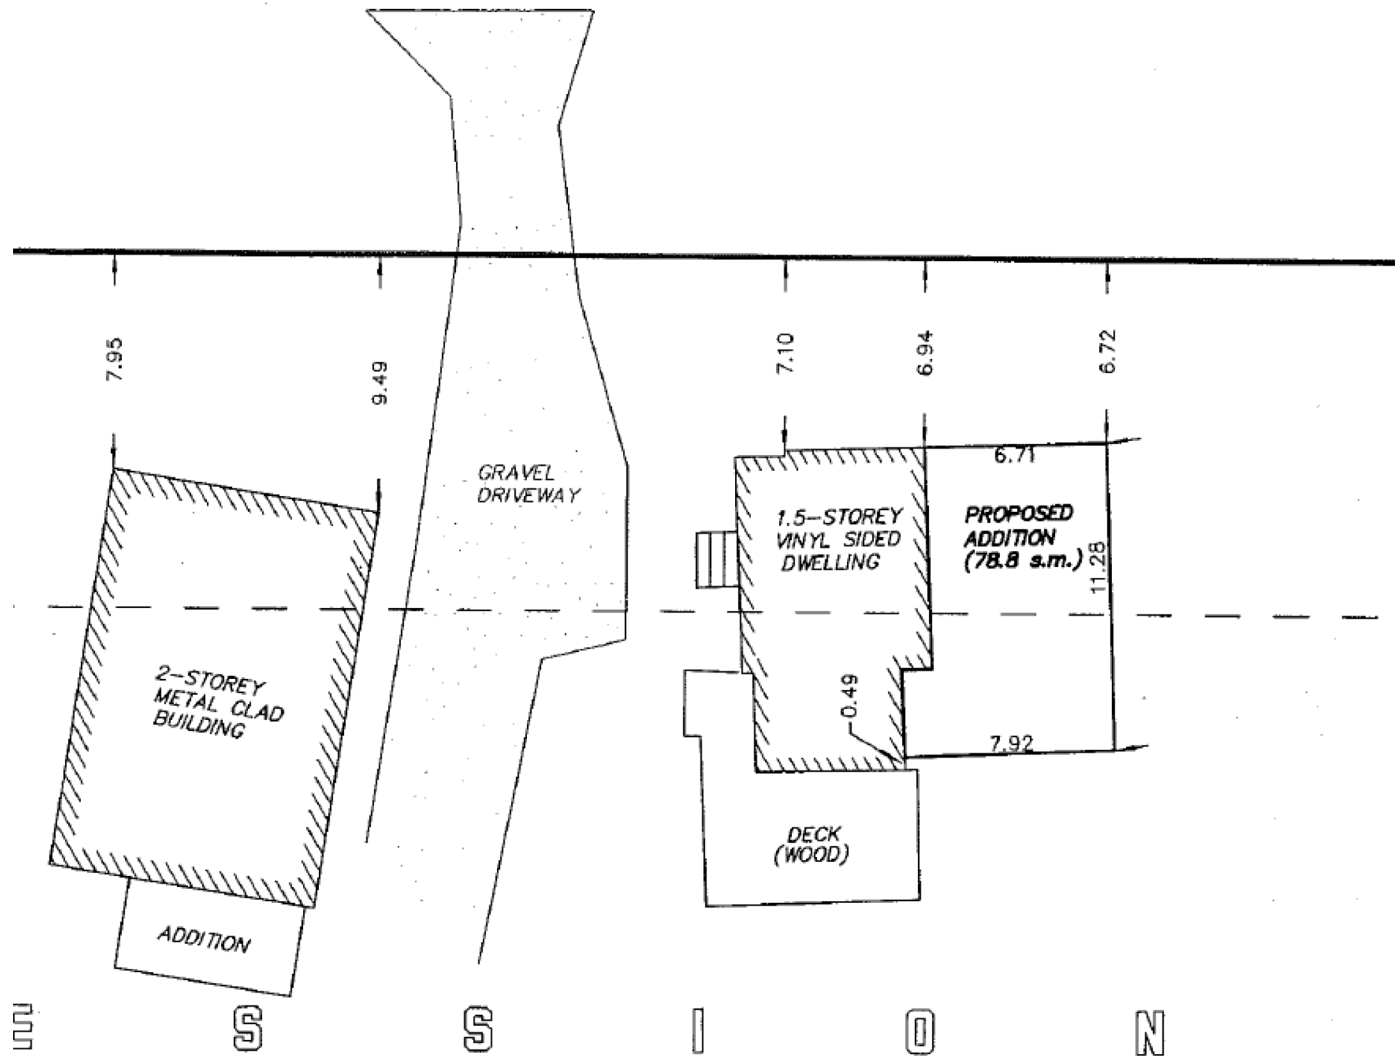 7.95
9.49
7.10
6.94
6.72
GRAVEL
DRIVEWAY
6.71
1.5-STOREY
VINYL SIDED
DWELLING
PROPOSED
ADDITION
(78.8 s.m.)
11.28
2-STOREY
METAL CLAD
BUILDING
0.49
7.92
DECK
(WOOD)
ADDITION
E S S I O N